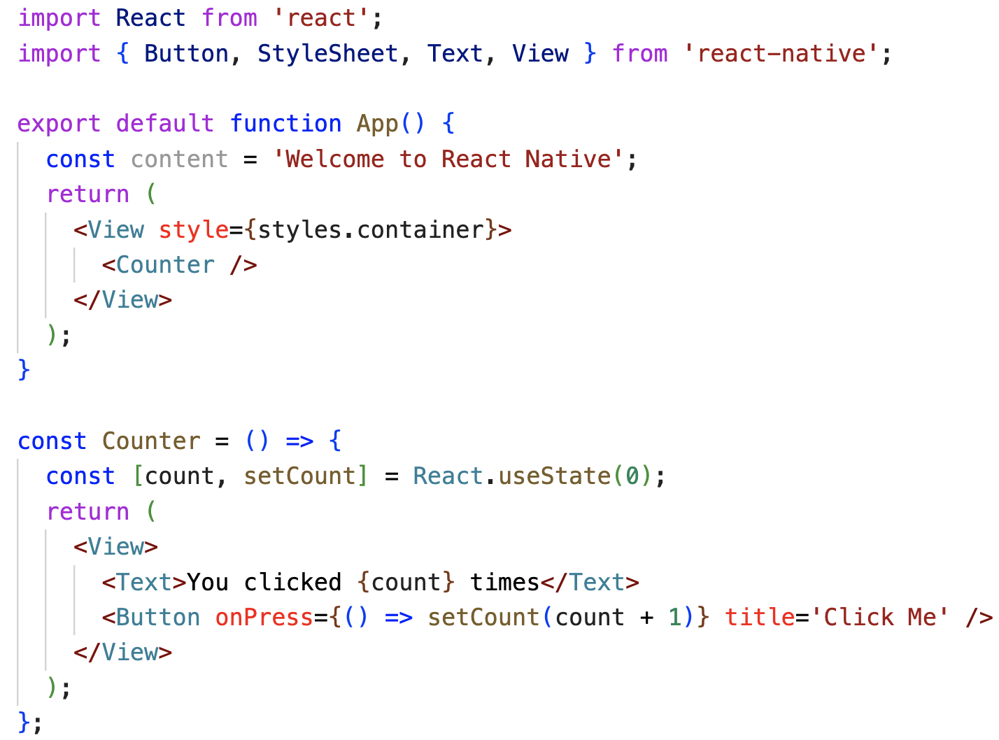 import React from 'react';
import { Button, StyleSheet, Text, View } from 'react-native';

export default function App() {
  const content = 'Welcome to React Native';
  return (
    <View style={styles.container}>
      <Counter />
    </View>
  );
}

const Counter = () => {
  const [count, setCount] = React.useState(0);
  return (
    <View>
      <Text>You clicked {count} times</Text>
      <Button onPress={() => setCount(count + 1)} title='Click Me' />
    </View>
  );
};